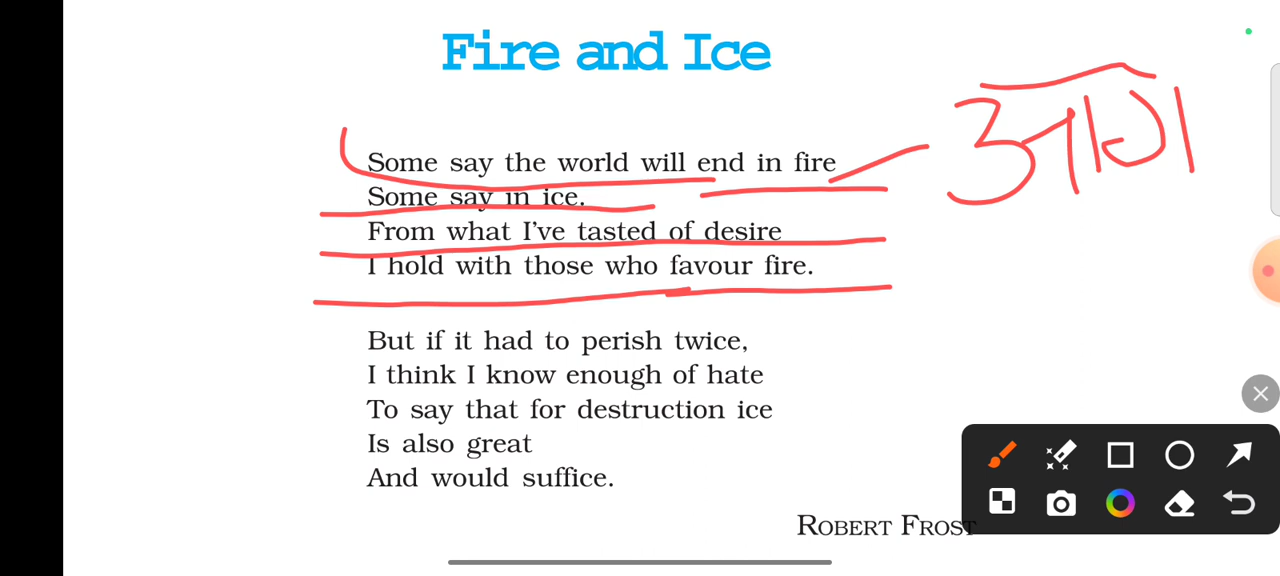 Fire and Ice
Some say the world will end in fire
आग
Some say in ice.
From what I've tasted of desire
I hold with those who favour fire.
But if it had to perish twice,
I think I know enough of hate
To say that for destruction ice
Is also great
And would suffice.
ROBERT FROST